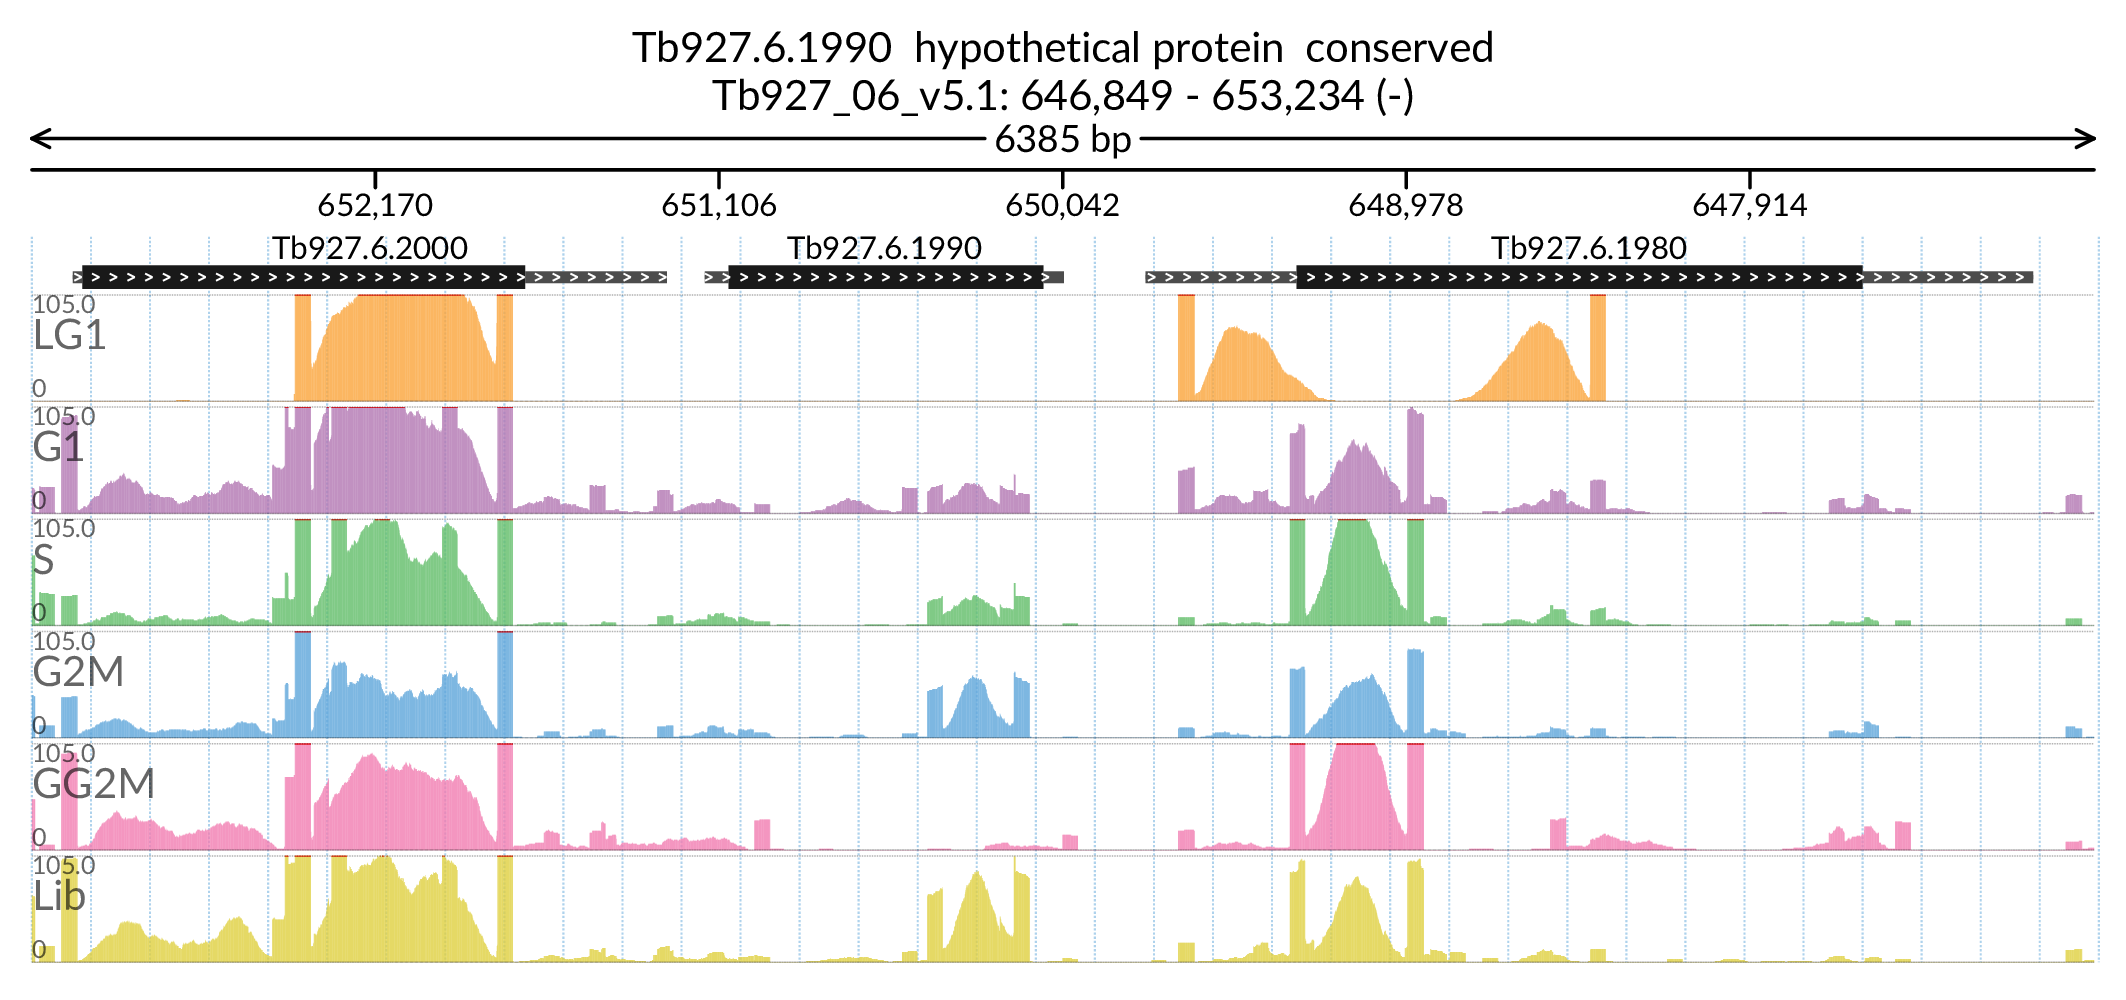 Tb927.6.1990 hypothetical protein conserved
Tb927_06_v5.1: 646,849 - 653,234 (-)
6385 bp
652,170 651,106 650,042 648,978 647,914
Tb927.6.2000 Tb927.6.1990 Tb927.6.1980
105.0
LG1
0
105.0
G1
0
105.0
S
0
105.0
G2M
0
105.0
GG2M
0
105.0
Lib
0